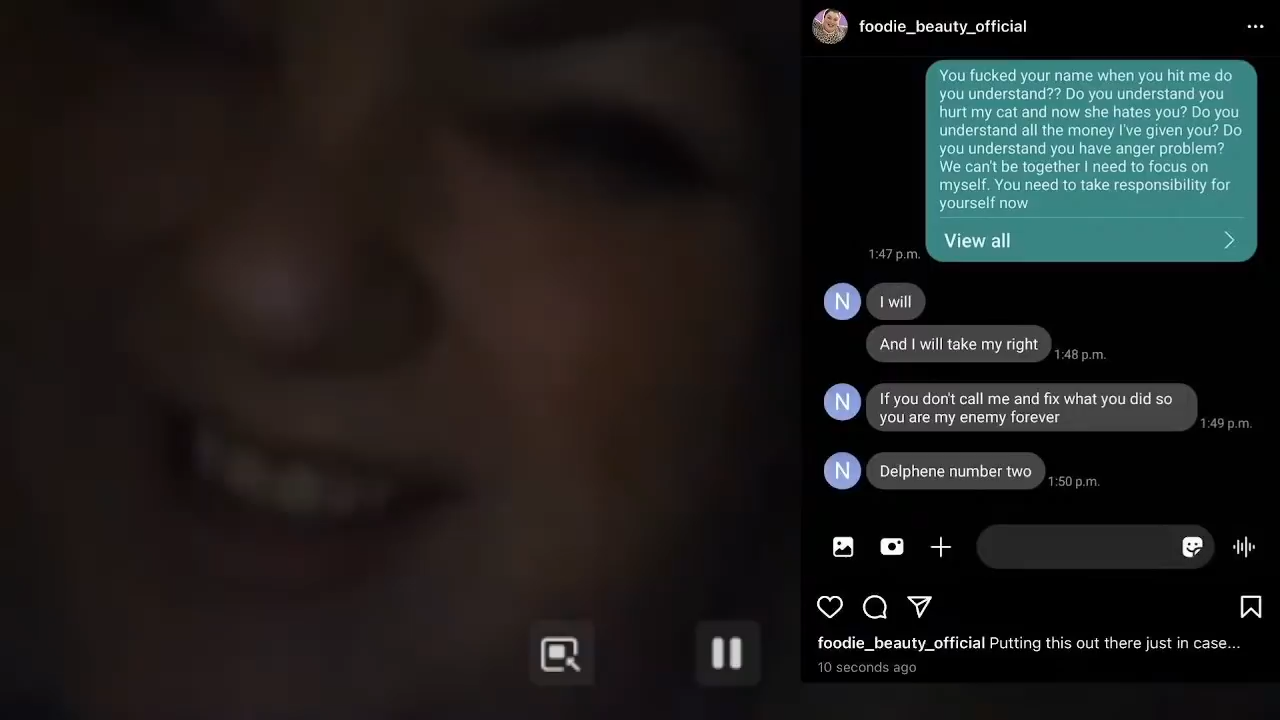 foodie_beauty_official
You fucked your name when you hit me do
you understand?? Do you understand you
hurt my cat and now she hates you? Do you
understand all the money I've given you? Do
you understand you have anger problem?
We can't be together I need to focus on
myself. You need to take responsibility for
yourself now
View all
1:47 p.m.
N
I will
And I will take my right
1:48 p.m.
N
If you don't call me and fix what you did so
you are my enemy forever
1:49 p.m.
N
Delphene number two
1:50 p.m.
foodie_beauty_official Putting this out there just in case...
10 seconds ago